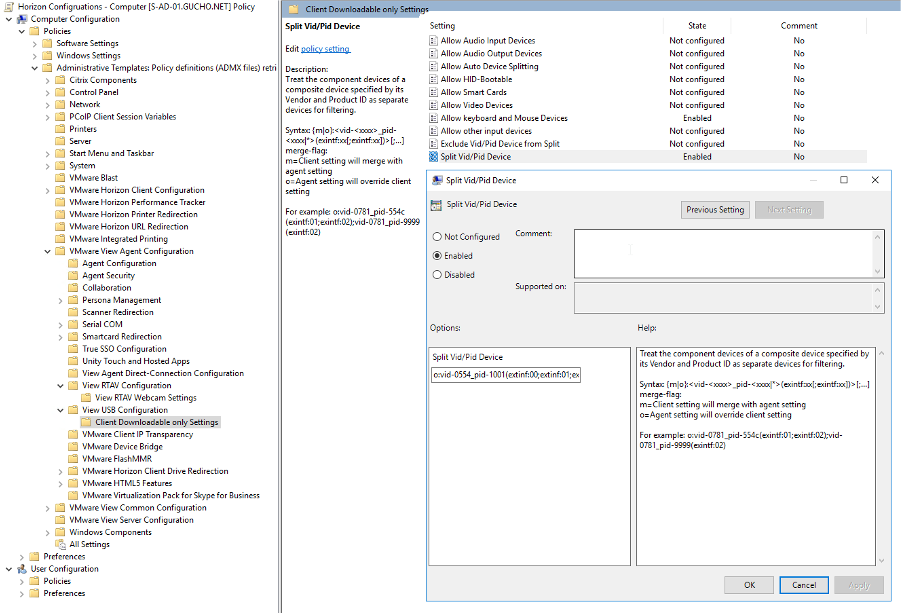 Horizon Configruations - Computer [S-AD-01.GUCHO.NET] Policy
Computer Configuration
Policies
Software Settings
Windows Settings
Administrative Templates: Policy definitions (ADMX files) retri
Citrix Components
Control Panel
Network
PCoIP Client Session Variables
Printers
Server
Start Menu and Taskbar
System
VMware Blast
VMware Horizon Client Configuration
VMware Horizon Performance Tracker
VMware Horizon Printer Redirection
VMware Horizon URL Redirection
VMware Integrated Printing
VMware View Agent Configuration
Agent Configuration
Agent Security
Collaboration
Persona Management
Scanner Redirection
Serial COM
Smartcard Redirection
True SSO Configuration
Unity Touch and Hosted Apps
View Agent Direct-Connection Configuration
View RTAV Configuration
View RTAV Webcam Settings
View USB Configuration
Client Downloadable only Settings
VMware Client IP Transparency
VMware Device Bridge
VMware FlashMMR
VMware Horizon Client Drive Redirection
VMware HTML5 Features
VMware Virtualization Pack for Skype for Business
VMware View Common Configuration
VMware View Server Configuration
Windows Components
All Settings
Preferences
User Configuration
Policies
Preferences
Client Downloadable only Settings
Split Vid/Pid Device
Edit policy setting.
Description:
Treat the component devices of a
composite device specified by its
Vendor and Product ID as separate
devices for filtering.
Syntax: {m|o}:<vid-<xxxx>_pid-
<xxxx|*>(exintf:xx[;exintf:xx])>[;...]
merge-flag:
m=Client setting will merge with
agent setting
o=Agent setting will override client
setting
For example: o:vid-0781_pid-554c
(exintf:01;exintf:02);vid-0781_pid-9999
(exintf:02)
Setting State Comment
Allow Audio Input Devices Not configured No
Allow Audio Output Devices Not configured No
Allow Auto Device Splitting Not configured No
Allow HID-Bootable Not configured No
Allow Smart Cards Not configured No
Allow Video Devices Not configured No
Allow keyboard and Mouse Devices Enabled No
Allow other input devices Not configured No
Exclude Vid/Pid Device from Split Not configured No
Split Vid/Pid Device Enabled No
Split Vid/Pid Device
Split Vid/Pid Device
Previous Setting Next Setting
Not Configured Comment:
Enabled
Disabled
Supported on:
Options: Help:
Split Vid/Pid Device
o:vid-0554_pid-1001(extinf:00;extinf:01;ex
Treat the component devices of a composite device specified by
its Vendor and Product ID as separate devices for filtering.
Syntax: {m|o}:<vid-<xxxx>_pid-<xxxx|*>(exintf:xx[;exintf:xx])>[;...]
merge-flag:
m=Client setting will merge with agent setting
o=Agent setting will override client setting
For example: o:vid-0781_pid-554c(exintf:01;exintf:02);vid-
0781_pid-9999(exintf:02)
OK Cancel Apply